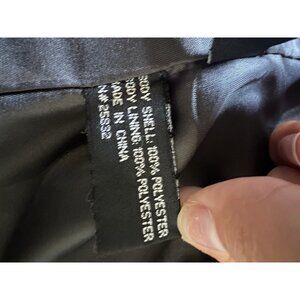 BODY SHELL: 100% POLYESTER
BODY LINING: 100% POLYESTER
MADE IN CHINA
RN#25832